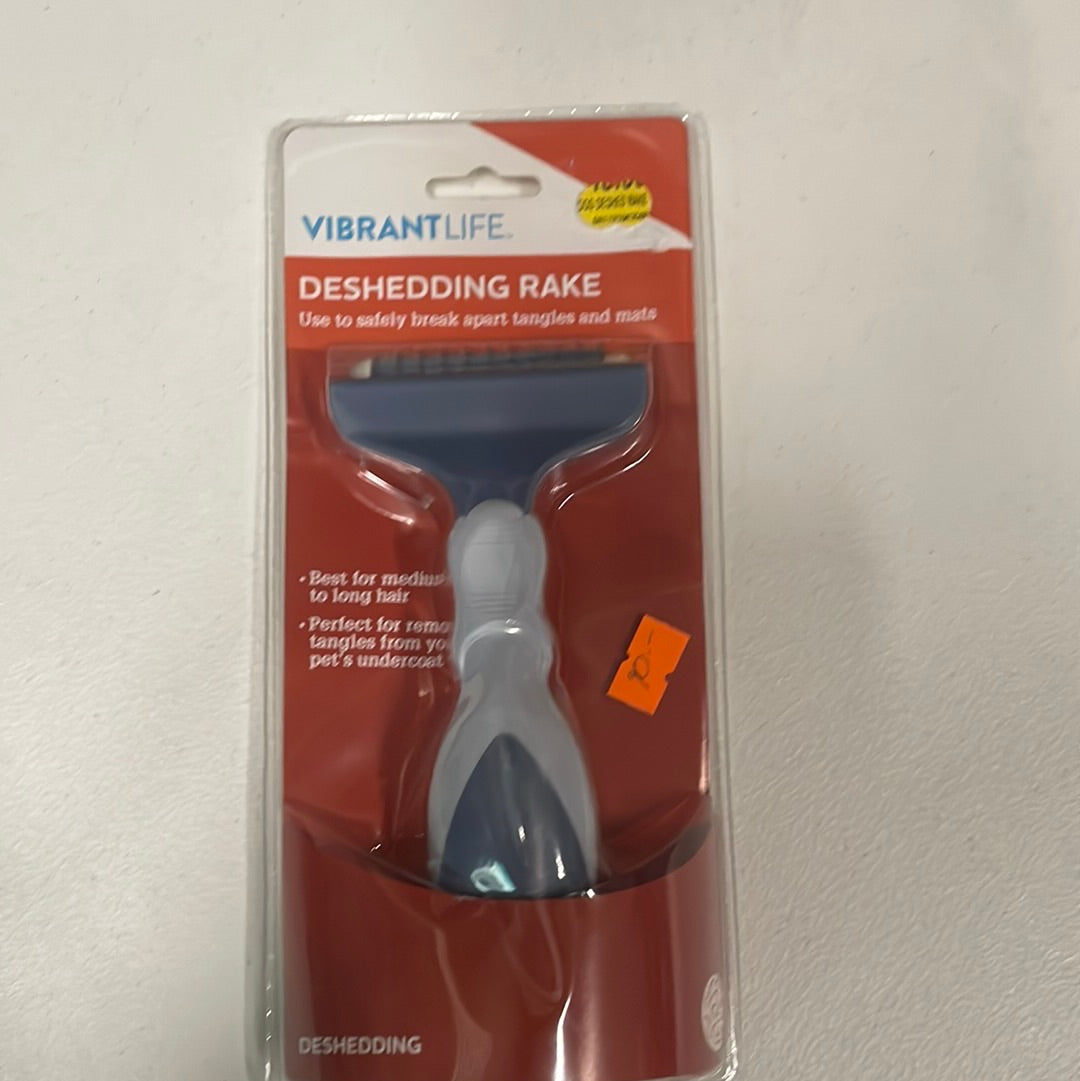 VIBRANTLIFE
DESHEDDING RAKE
Use to safely break apart tangles and mats
• Best for medium
to long hair
• Perfect for remo
tangles from yo
pet's undercoat
DESHEDDING